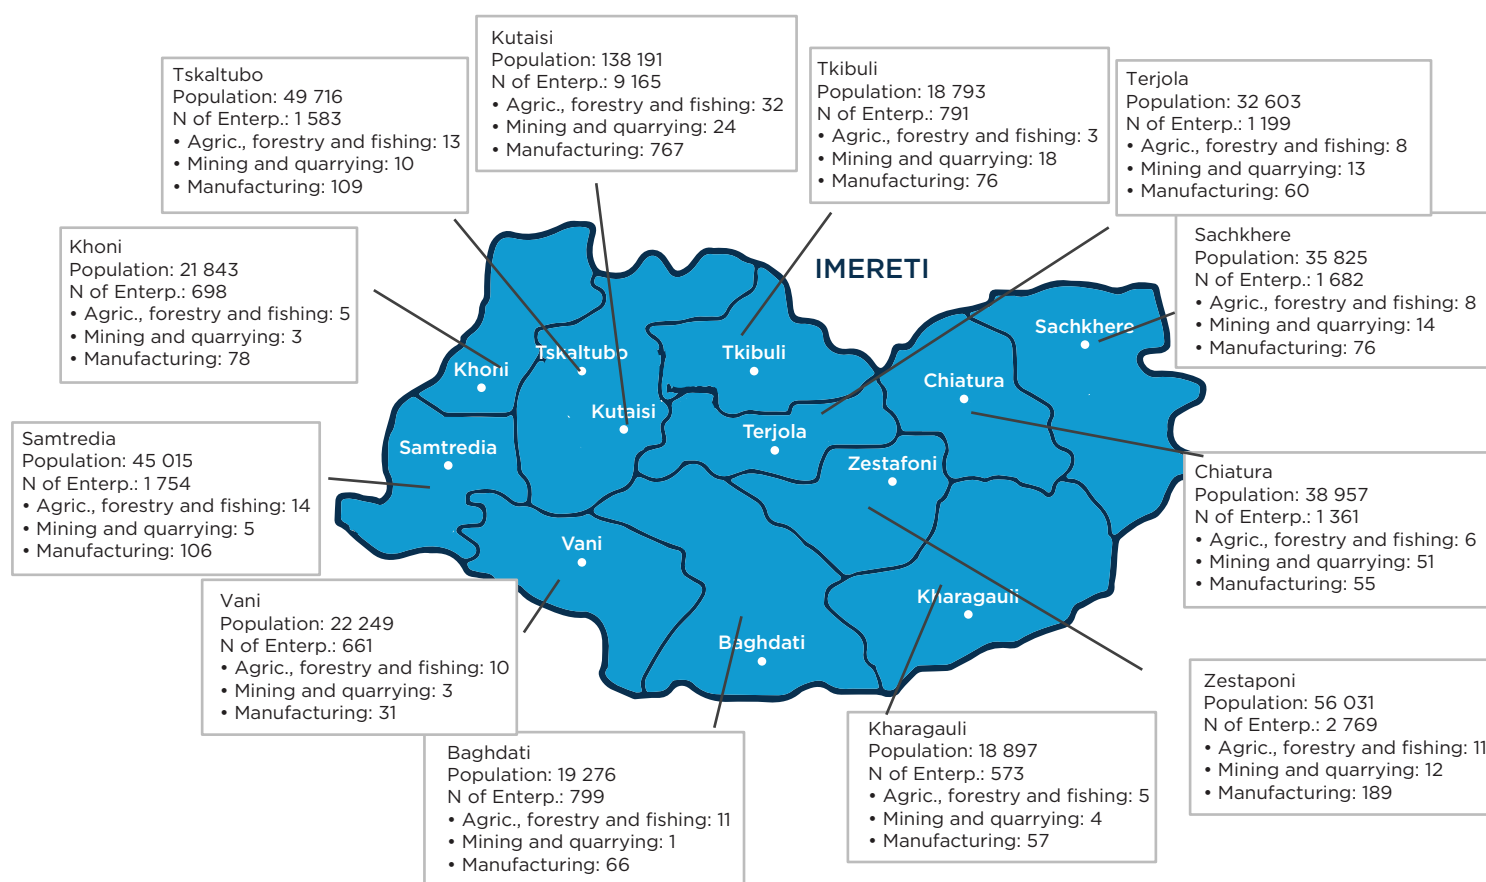 Kutaisi
Population: 138 191
N of Enterp.: 9 165
• Agric., forestry and fishing: 32
• Mining and quarrying: 24
• Manufacturing: 767
Tskaltubo
Population: 49 716
N of Enterp.: 1 583
• Agric., forestry and fishing: 13
• Mining and quarrying: 10
• Manufacturing: 109
Tkibuli
Population: 18 793
N of Enterp.: 791
• Agric., forestry and fishing: 3
• Mining and quarrying: 18
• Manufacturing: 76
Terjola
Population: 32 603
N of Enterp.: 1 199
• Agric., forestry and fishing: 8
• Mining and quarrying: 13
• Manufacturing: 60
Khoni
Population: 21 843
N of Enterp.: 698
• Agric., forestry and fishing: 5
• Mining and quarrying: 3
• Manufacturing: 78
Sachkhere
Population: 35 825
N of Enterp.: 1 682
• Agric., forestry and fishing: 8
• Mining and quarrying: 14
• Manufacturing: 76
IMERETI
Sachkhere
Tskaltubo
Tkibuli
Khoni
Chiatura
Kutaisi
Terjola
Samtredia
Zestafoni
Vani
Kharagauli
Baghdati
Samtredia
Population: 45 015
N of Enterp.: 1 754
• Agric., forestry and fishing: 14
• Mining and quarrying: 5
• Manufacturing: 106
Chiatura
Population: 38 957
N of Enterp.: 1 361
• Agric., forestry and fishing: 6
• Mining and quarrying: 51
• Manufacturing: 55
Vani
Population: 22 249
N of Enterp.: 661
• Agric., forestry and fishing: 10
• Mining and quarrying: 3
• Manufacturing: 31
Zestaponi
Population: 56 031
N of Enterp.: 2 769
• Agric., forestry and fishing: 11
• Mining and quarrying: 12
• Manufacturing: 189
Kharagauli
Population: 18 897
N of Enterp.: 573
• Agric., forestry and fishing: 5
• Mining and quarrying: 4
• Manufacturing: 57
Baghdati
Population: 19 276
N of Enterp.: 799
• Agric., forestry and fishing: 11
• Mining and quarrying: 1
• Manufacturing: 66